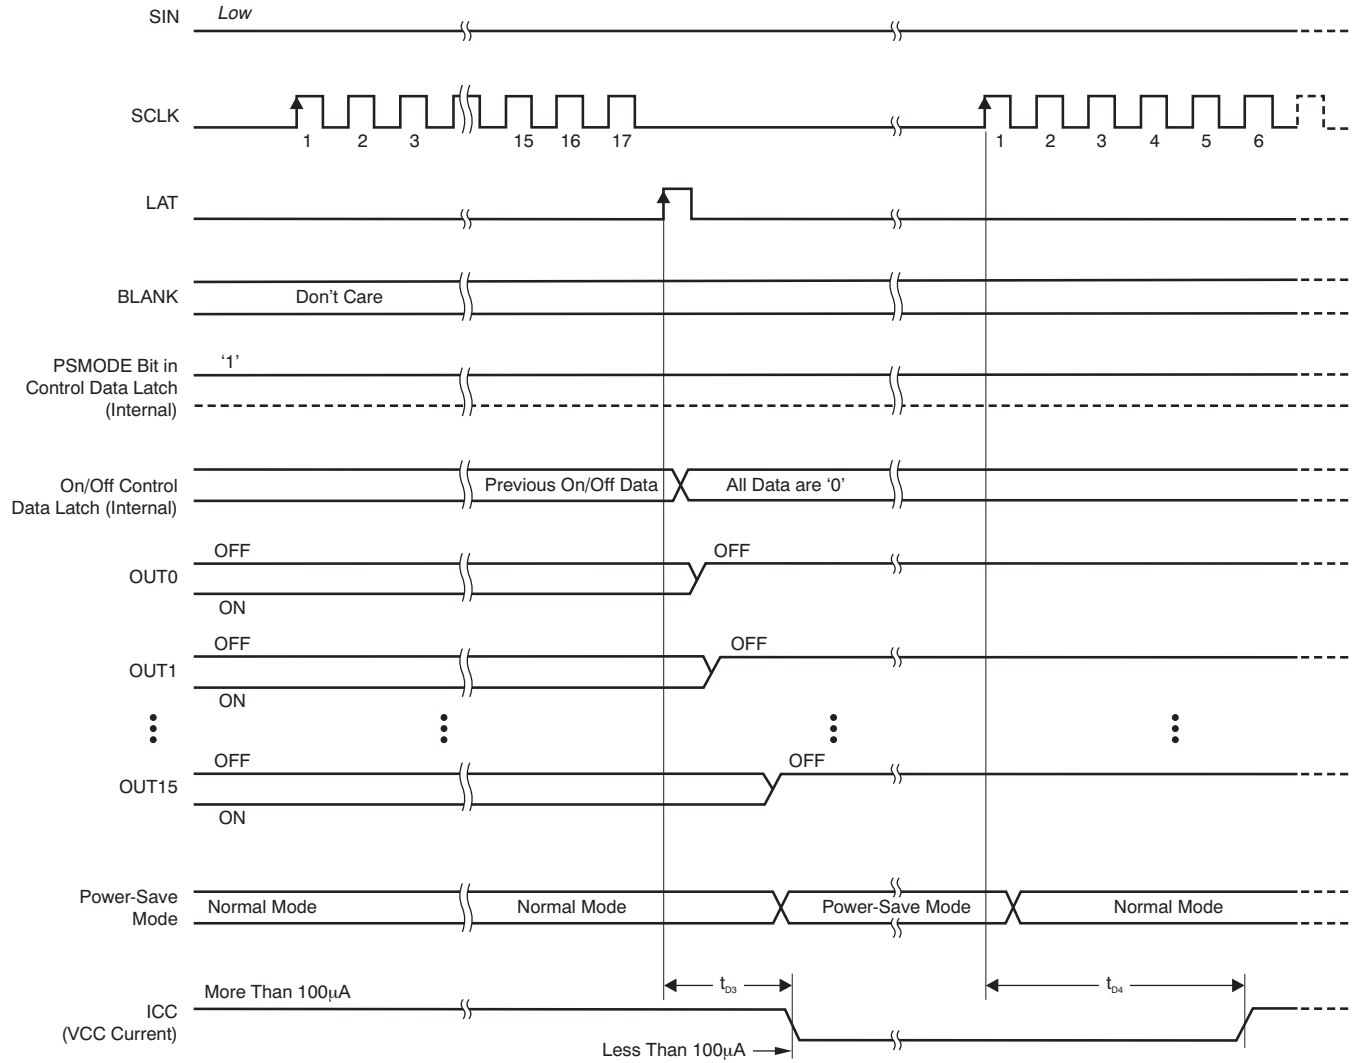 SIN
Low
SCLK
1 2 3 15 16 17 1 2 3 4 5 6
LAT
BLANK
Don't Care
PSMODE Bit in
Control Data Latch
(Internal)
‘1’
On/Off Control
Data Latch (Internal)
Previous On/Off Data
All Data are ‘0’
OUT0
OFF
ON
OFF
OUT1
OFF
ON
OFF
OUT15
OFF
ON
OFF
Power-Save
Mode
Normal Mode
Normal Mode
Power-Save Mode
Normal Mode
ICC
(VCC Current)
More Than 100µA
tD3
tD4
Less Than 100µA